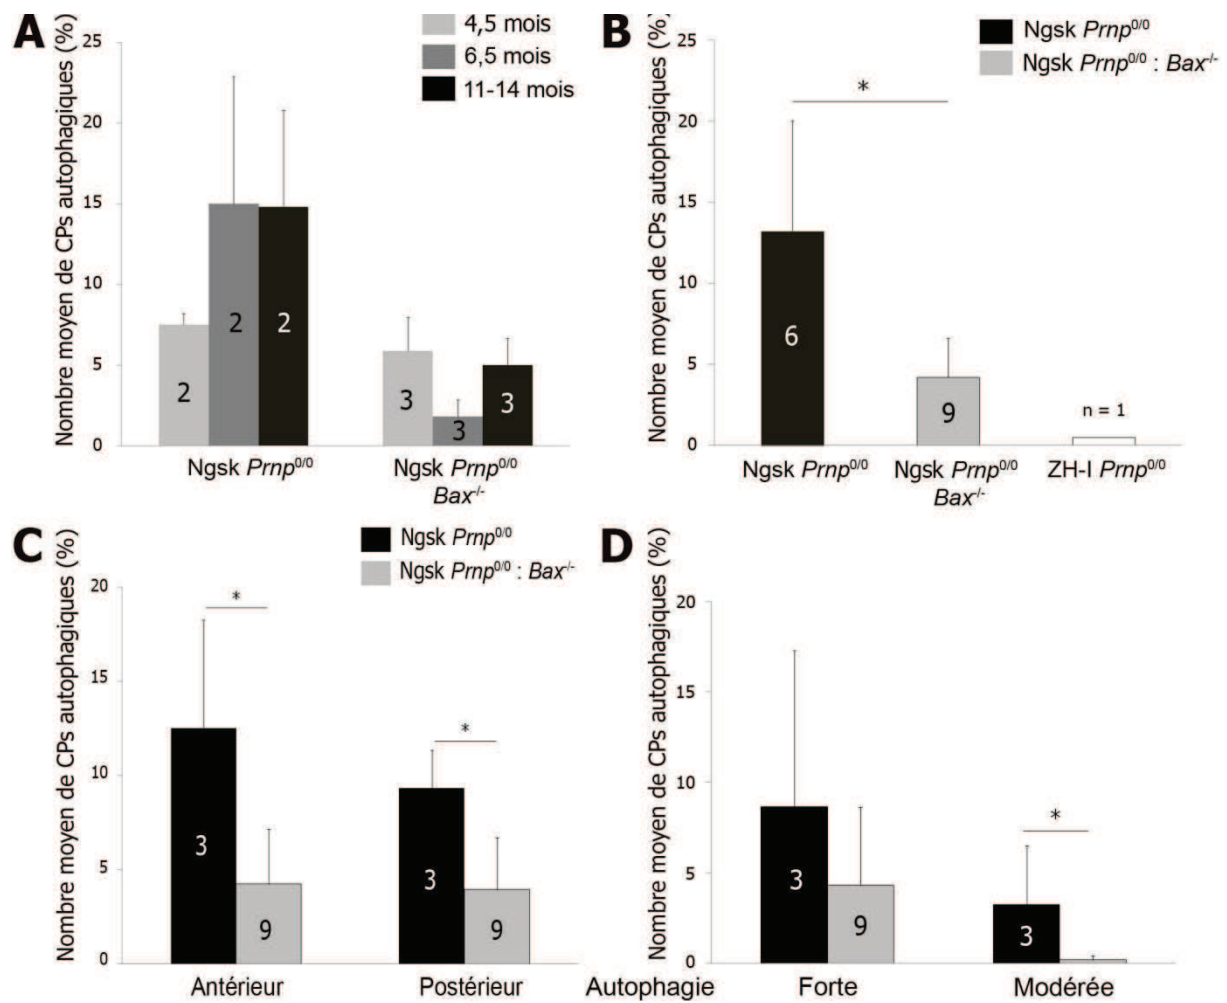 A
Nombre moyen de CPs autophagiques (%)
4,5 mois
6,5 mois
11-14 mois
25
20
15
10
5
0
2
2
2
3
3
3
Ngsk Prnp0/0
Ngsk Prnp0/0
Bax-/-
B
Nombre moyen de CPs autophagiques (%)
Ngsk Prnp0/0
Ngsk Prnp0/0 : Bax-/-
25
20
15
10
5
0
*
6
9
n = 1
Ngsk Prnp0/0
Ngsk Prnp0/0
Bax-/-
ZH-I Prnp0/0
C
Nombre moyen de CPs autophagiques (%)
Ngsk Prnp0/0
Ngsk Prnp0/0 : Bax-/-
20
15
10
5
0
*
*
3
9
3
9
Antérieur
Postérieur
D
Nombre moyen de CPs autophagiques (%)
20
15
10
5
0
*
3
9
3
Autophagie
Forte
Modérée